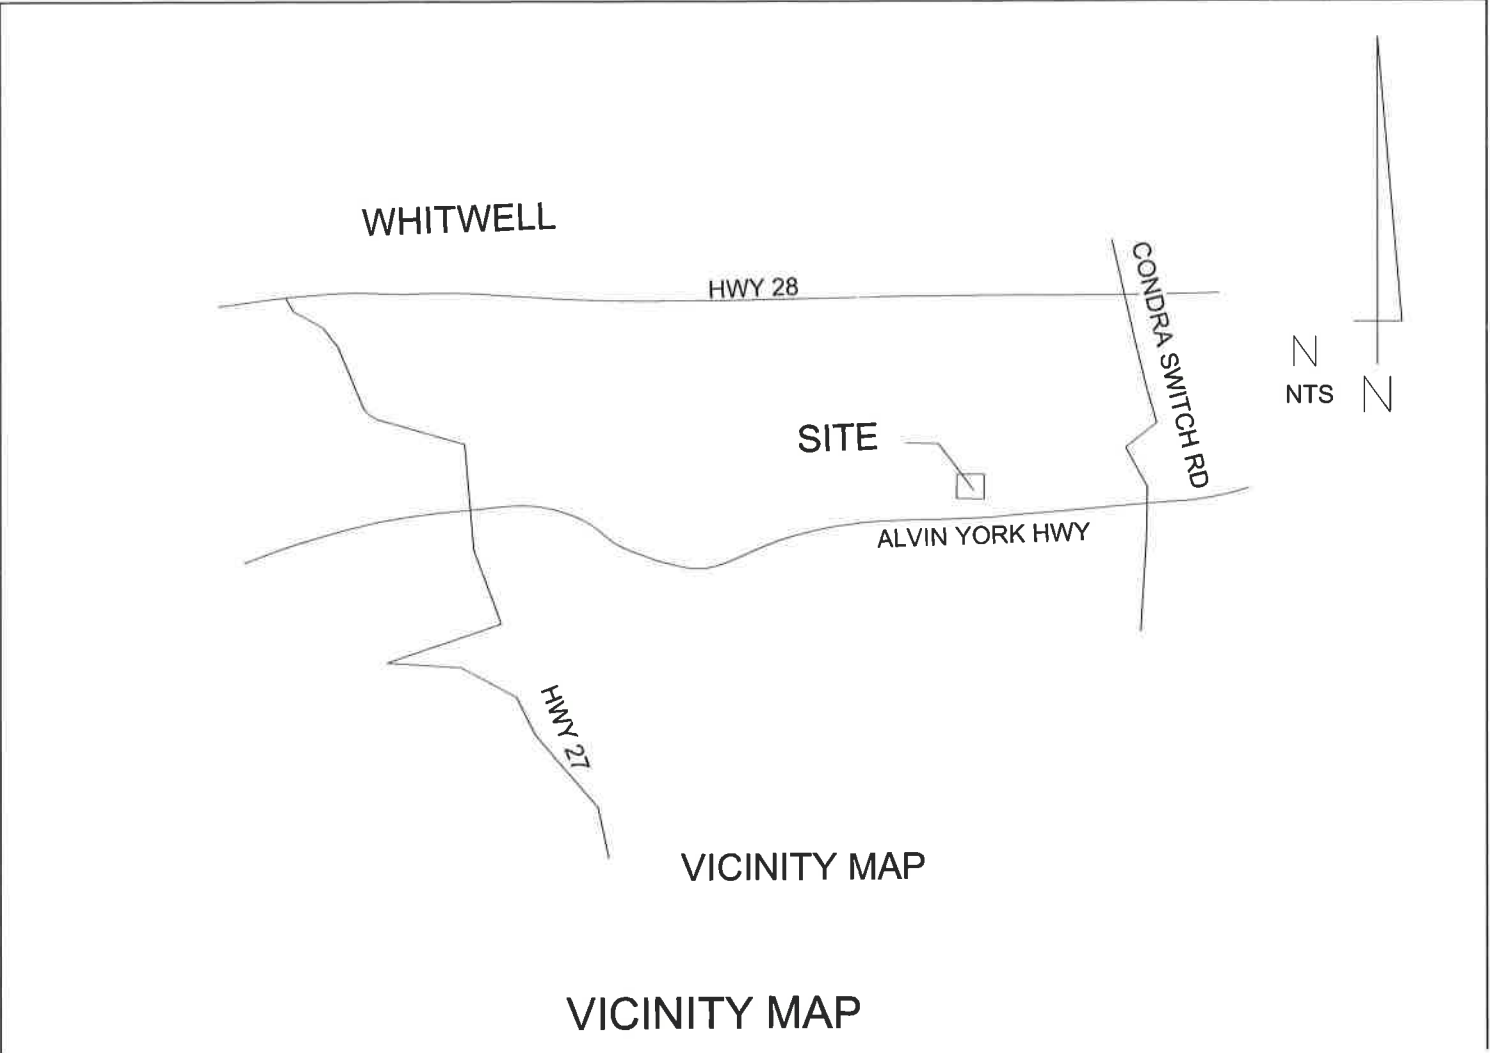 WHITWELL
HWY 28
CONDRA SWITCH RD
N
NTS
N
SITE
ALVIN YORK HWY
HWY 27
VICINITY MAP
VICINITY MAP